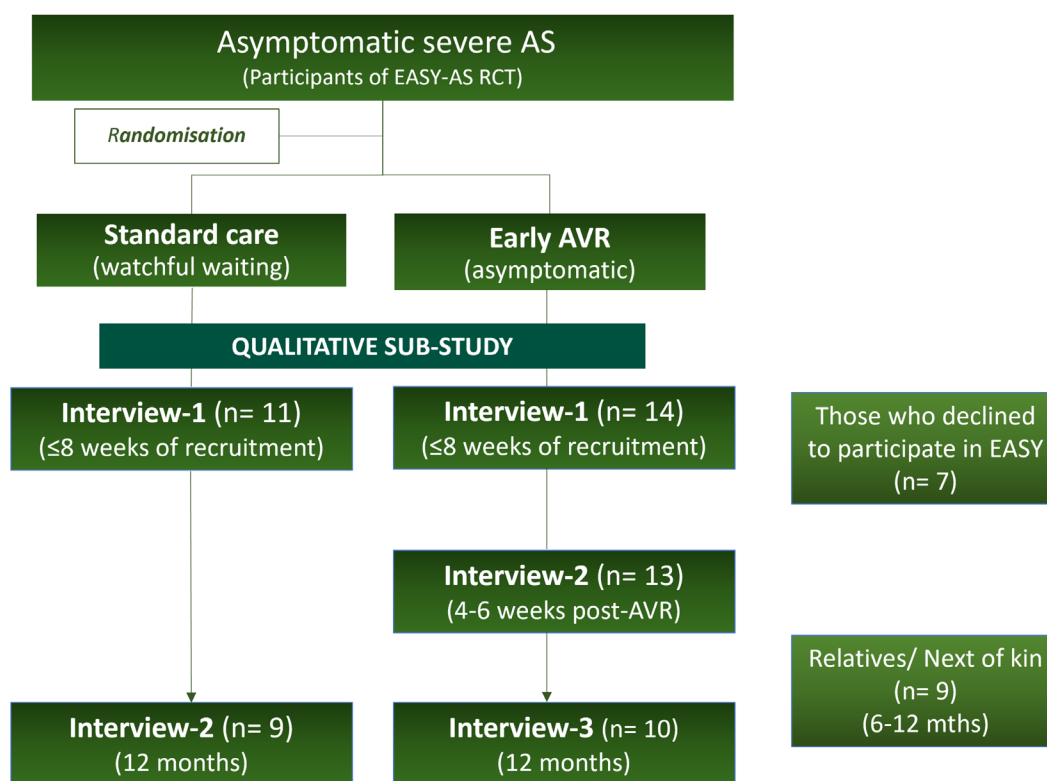 Asymptomatic severe AS
(Participants of EASY-AS RCT)
Randomisation
Standard care
(watchful waiting)
Early AVR
(asymptomatic)
QUALITATIVE SUB-STUDY
Interview-1 (n= 11)
(≤8 weeks of recruitment)
Interview-1 (n= 14)
(≤8 weeks of recruitment)
Those who declined
to participate in EASY
(n= 7)
Interview-2 (n= 13)
(4-6 weeks post-AVR)
Relatives/ Next of kin
(n= 9)
(6-12 mths)
Interview-2 (n= 9)
(12 months)
Interview-3 (n= 10)
(12 months)